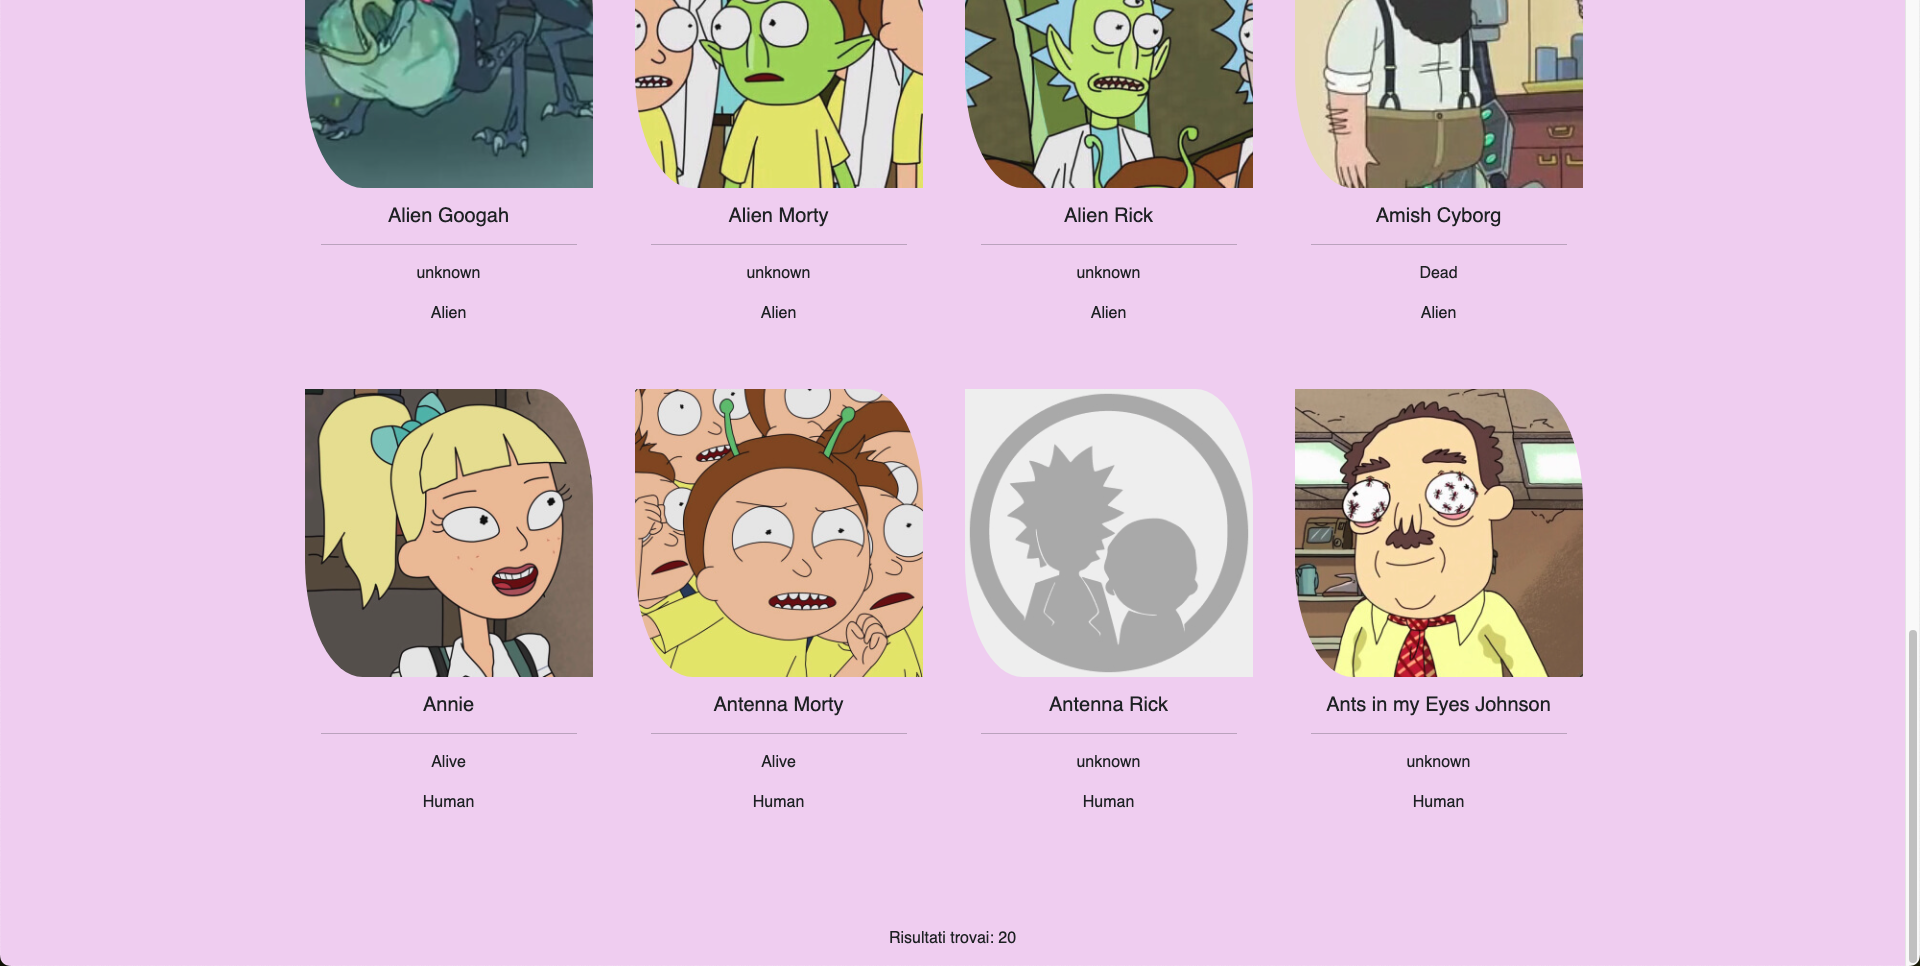 Alien Googah
Alien Morty
Alien Rick
Amish Cyborg
unknown
unknown
unknown
Dead
Alien
Alien
Alien
Alien
Annie
Antenna Morty
Antenna Rick
Ants in my Eyes Johnson
Alive
Alive
unknown
unknown
Human
Human
Human
Human
Risultati trovai: 20